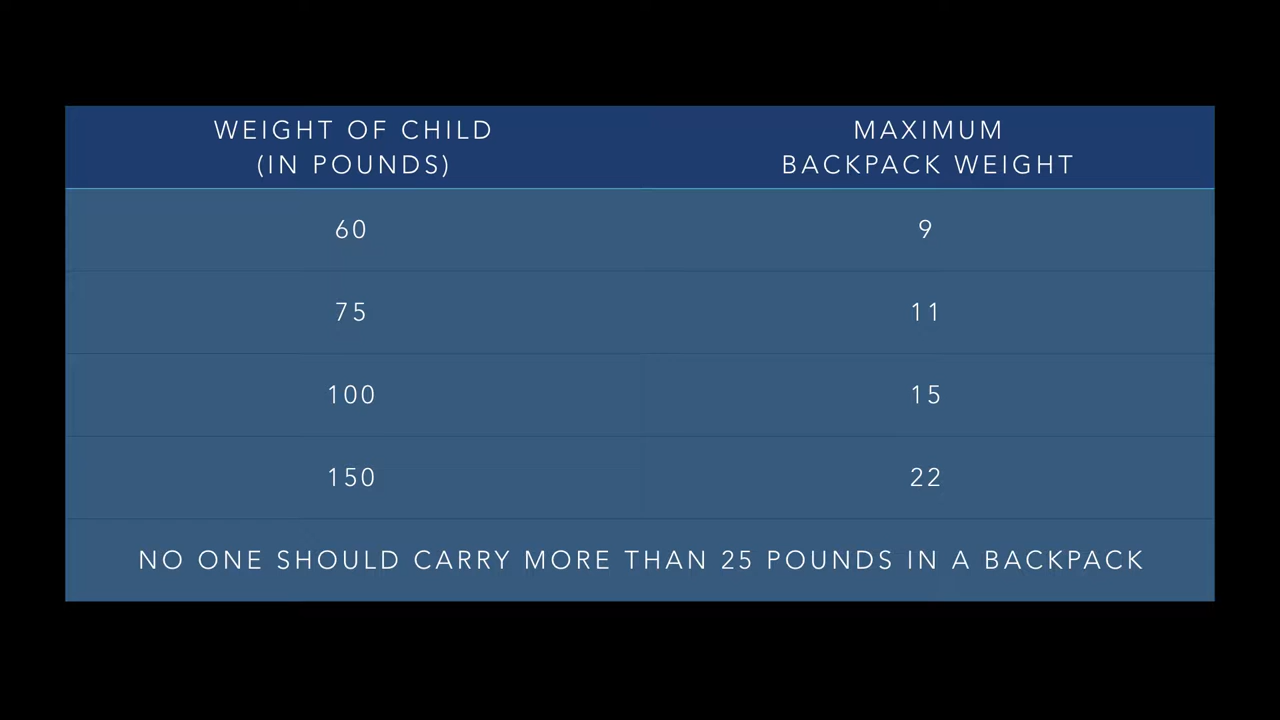 WEIGHT OF CHILD
(IN POUNDS)
MAXIMUM
BACKPACK WEIGHT
60
9
75
11
100
15
150
22
NO ONE SHOULD CARRY MORE THAN 25 POUNDS IN A BACKPACK